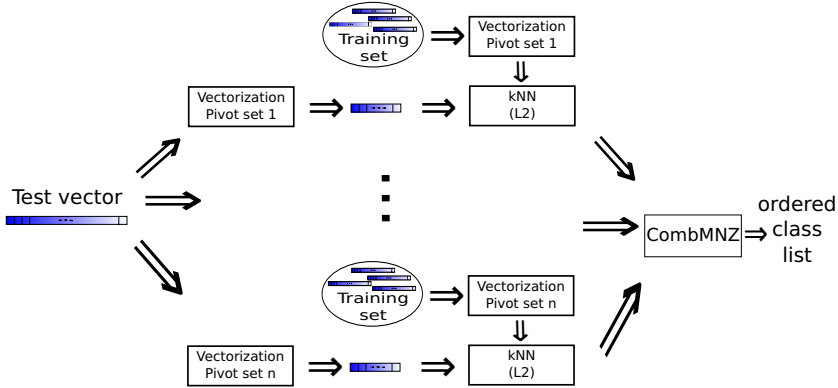 Training
set
Vectorization
Pivot set 1
Vectorization
Pivot set 1
kNN
(L2)
Test vector
CombMNZ
ordered
class
list
Training
set
Vectorization
Pivot set n
Vectorization
Pivot set n
kNN
(L2)